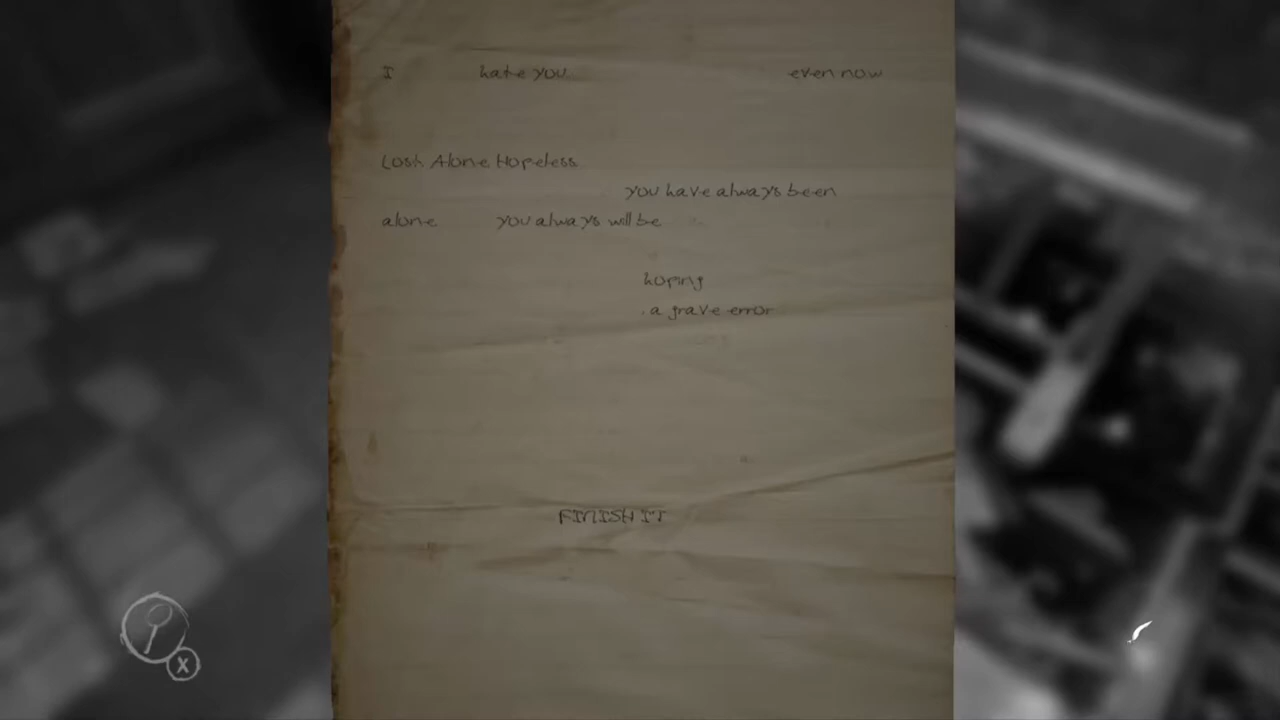 I hate you even now
Lost Alone Hopeless
you have always been
alone you always will be
hoping
a grave error
FINISH IT
X